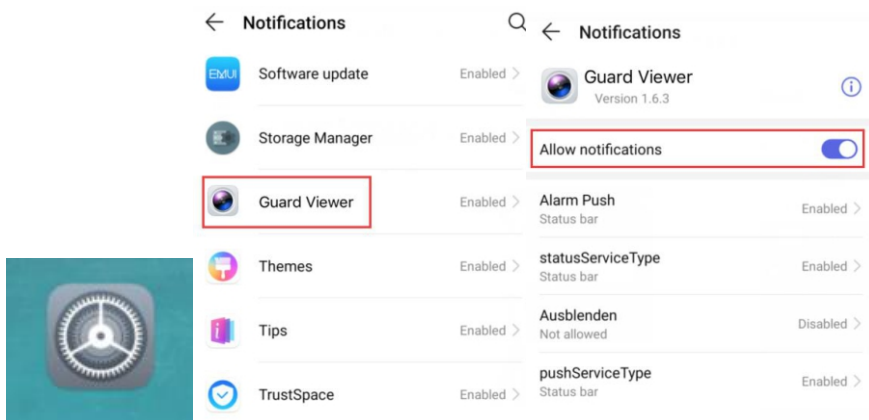 Notifications
EMUI
Software update Enabled
Storage Manager Enabled
Guard Viewer Enabled
Themes Enabled
Tips Enabled
TrustSpace Enabled
Notifications
Guard Viewer
Version 1.6.3
Allow notifications
Alarm Push
Status bar
Enabled
statusServiceType
Status bar
Enabled
Ausblenden
Not allowed
Disabled
pushServiceType
Status bar
Enabled